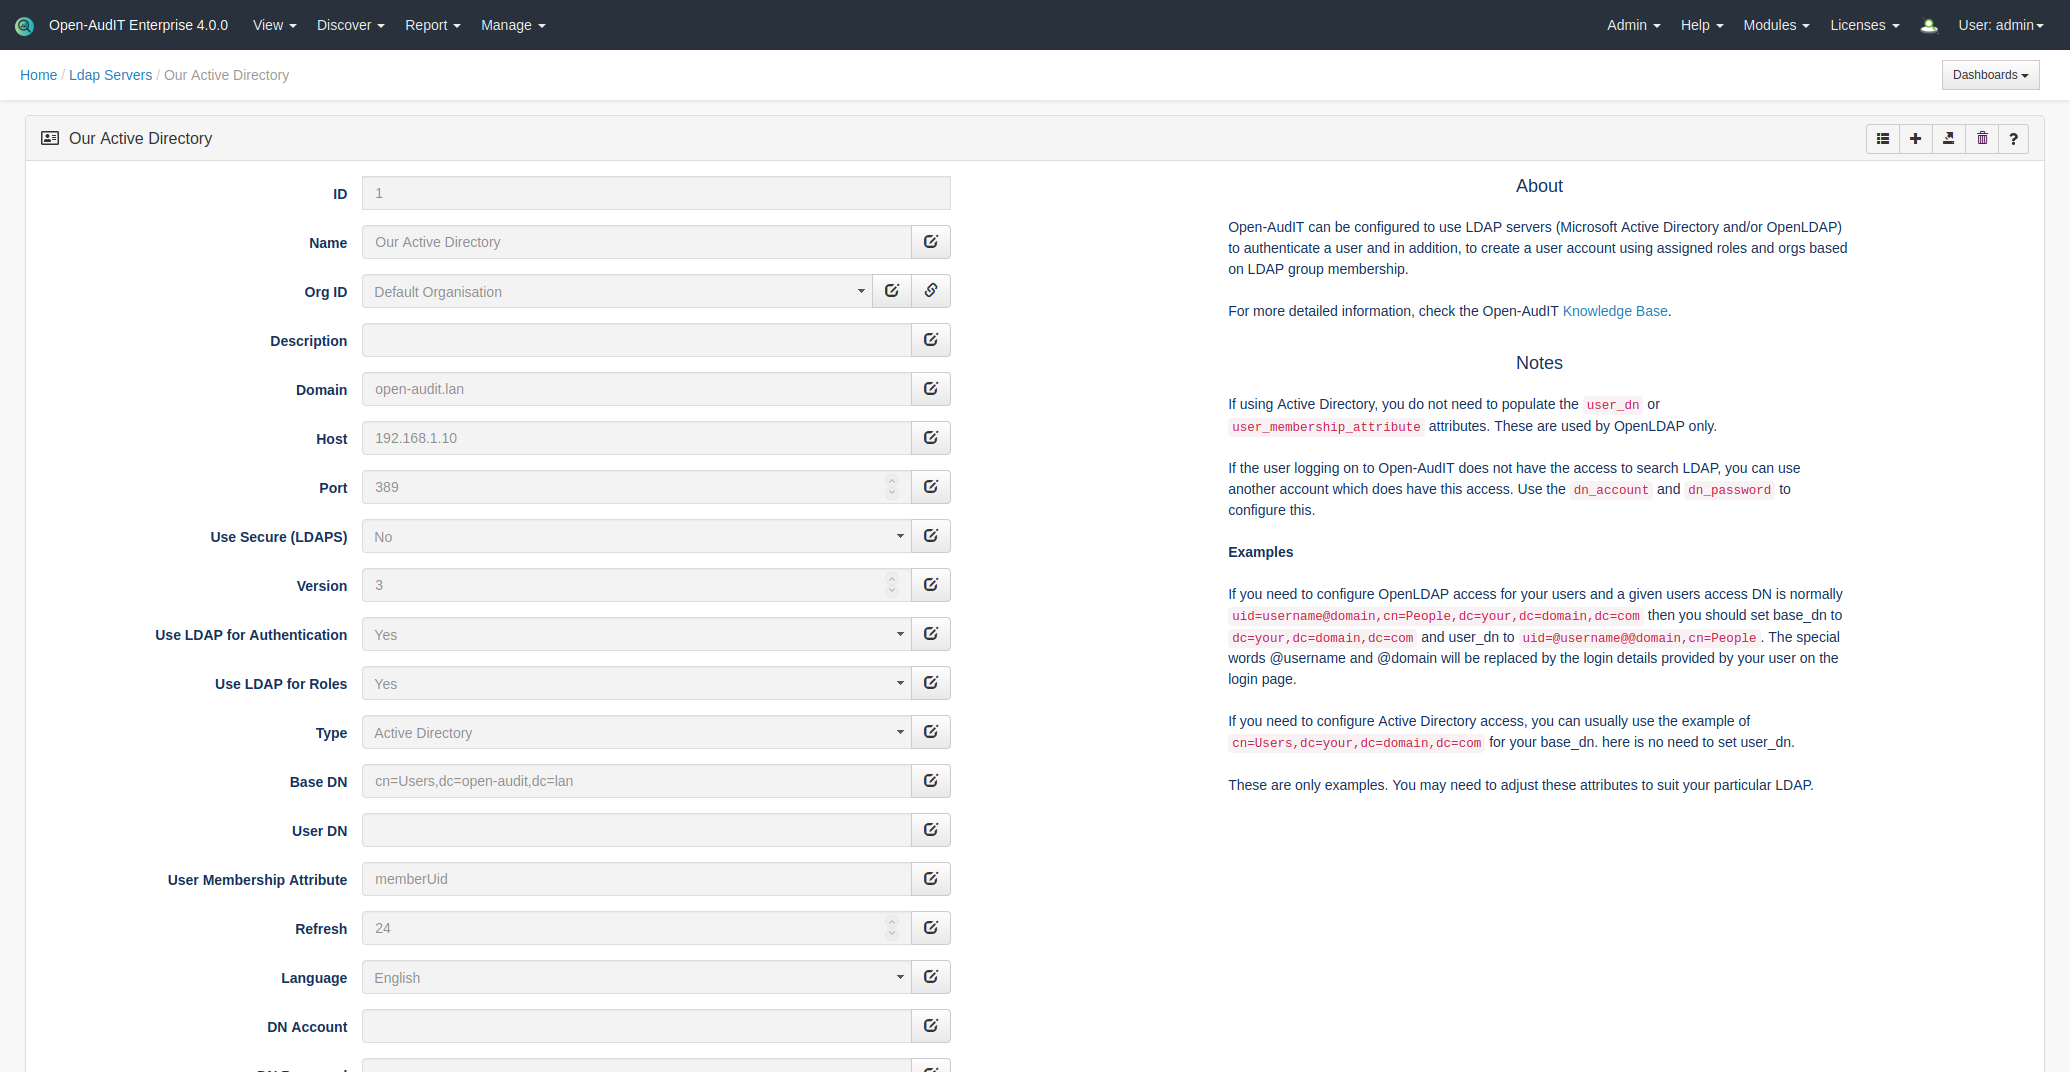 Open-AudIT Enterprise 4.0.0 View Discover Report Manage Admin Help Modules Licenses User: admin
Home / Ldap Servers / Our Active Directory Dashboards
Our Active Directory
ID 1
Name Our Active Directory
Org ID Default Organisation
Description
Domain open-audit.lan
Host 192.168.1.10
Port 389
Use Secure (LDAPS) No
Version 3
Use LDAP for Authentication Yes
Use LDAP for Roles Yes
Type Active Directory
Base DN cn=Users,dc=open-audit,dc=lan
User DN
User Membership Attribute memberUid
Refresh 24
Language English
DN Account
About
Open-AudIT can be configured to use LDAP servers (Microsoft Active Directory and/or OpenLDAP)
to authenticate a user and in addition, to create a user account using assigned roles and orgs based
on LDAP group membership.
For more detailed information, check the Open-AudIT Knowledge Base.
Notes
If using Active Directory, you do not need to populate the user_dn or
user_membership_attribute attributes. These are used by OpenLDAP only.
If the user logging on to Open-AudIT does not have the access to search LDAP, you can use
another account which does have this access. Use the dn_account and dn_password to
configure this.
Examples
If you need to configure OpenLDAP access for your users and a given users access DN is normally
uid=username@domain,cn=People,dc=your,dc=domain,dc=com then you should set base_dn to
dc=your,dc=domain,dc=com and user_dn to uid=@username@@domain,cn=People. The special
words @username and @domain will be replaced by the login details provided by your user on the
login page.
If you need to configure Active Directory access, you can usually use the example of
cn=Users,dc=your,dc=domain,dc=com for your base_dn. here is no need to set user_dn.
These are only examples. You may need to adjust these attributes to suit your particular LDAP.